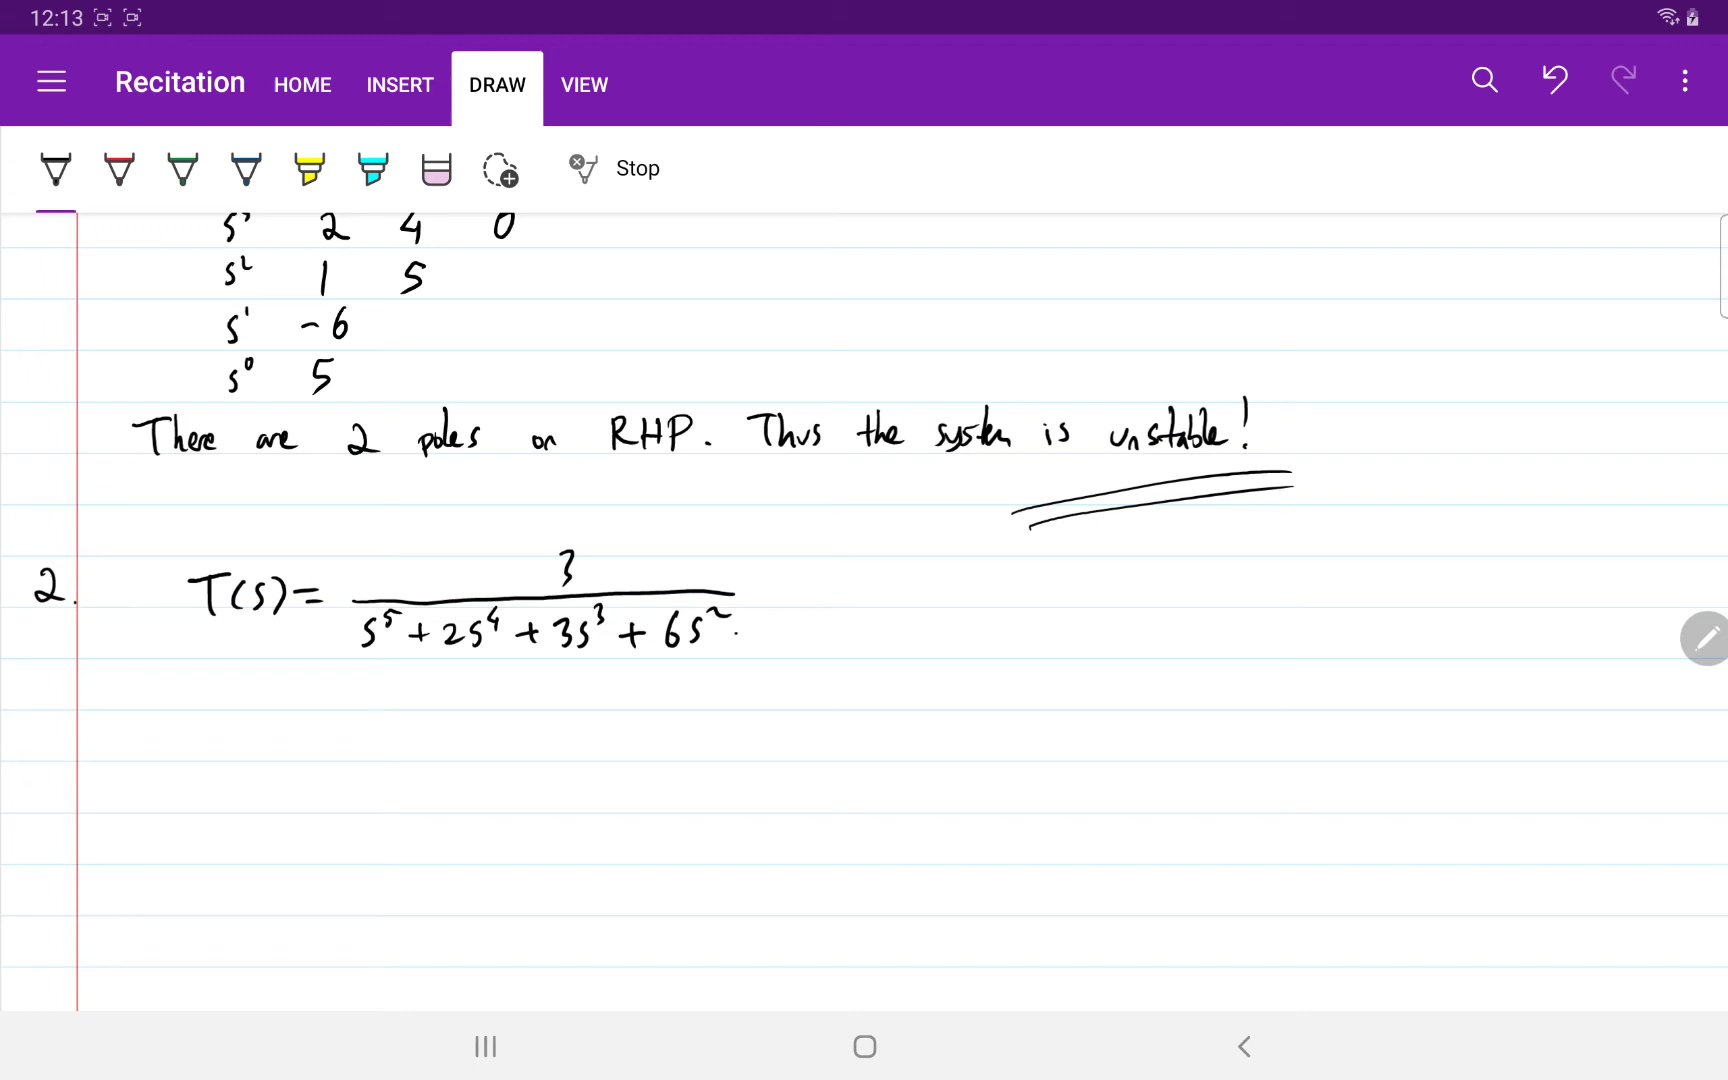 12:13
Recitation HOME INSERT DRAW VIEW
Stop
2 4 0
s² 1 5
s¹ -6
s⁰ 5
There are 2 poles on RHP. Thus the system is unstable!
3
2. T(s)=
s⁵ + 2s⁴ + 3s³ + 6s²